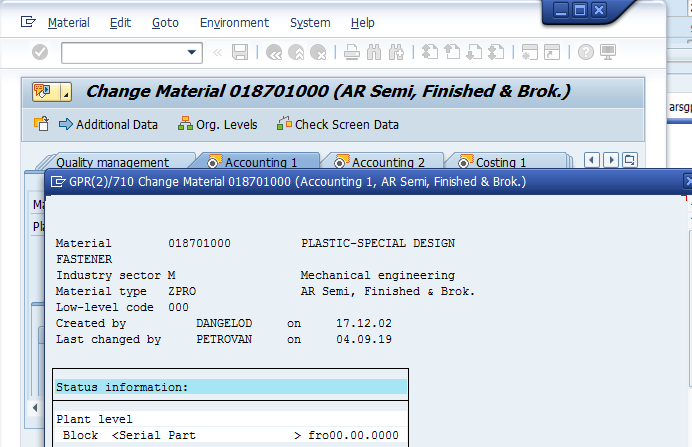 Material Edit Goto Environment System Help
Change Material 018701000 (AR Semi, Finished & Brok.)
arsgp
Additional Data Org. Levels Check Screen Data
Quality management Accounting 1 Accounting 2 Costing 1
GPR(2)/710 Change Material 018701000 (Accounting 1, AR Semi, Finished & Brok.)
Ma
Pla
Material 018701000 PLASTIC-SPECIAL DESIGN
FASTENER
Industry sector M Mechanical engineering
Material type ZPRO AR Semi, Finished & Brok.
Low-level code 000
Created by DANGELOD on 17.12.02
Last changed by PETROVAN on 04.09.19
Status information:
Plant level
Block <Serial Part > fro00.00.0000